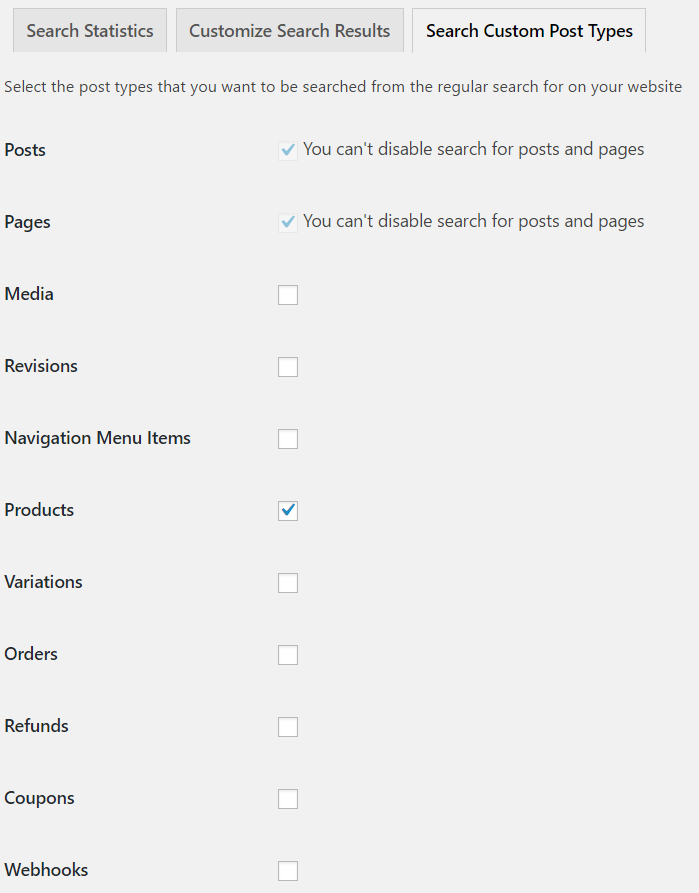 Search Statistics Customize Search Results Search Custom Post Types
Select the post types that you want to be searched from the regular search for on your website
Posts You can't disable search for posts and pages
Pages You can't disable search for posts and pages
Media
Revisions
Navigation Menu Items
Products
Variations
Orders
Refunds
Coupons
Webhooks